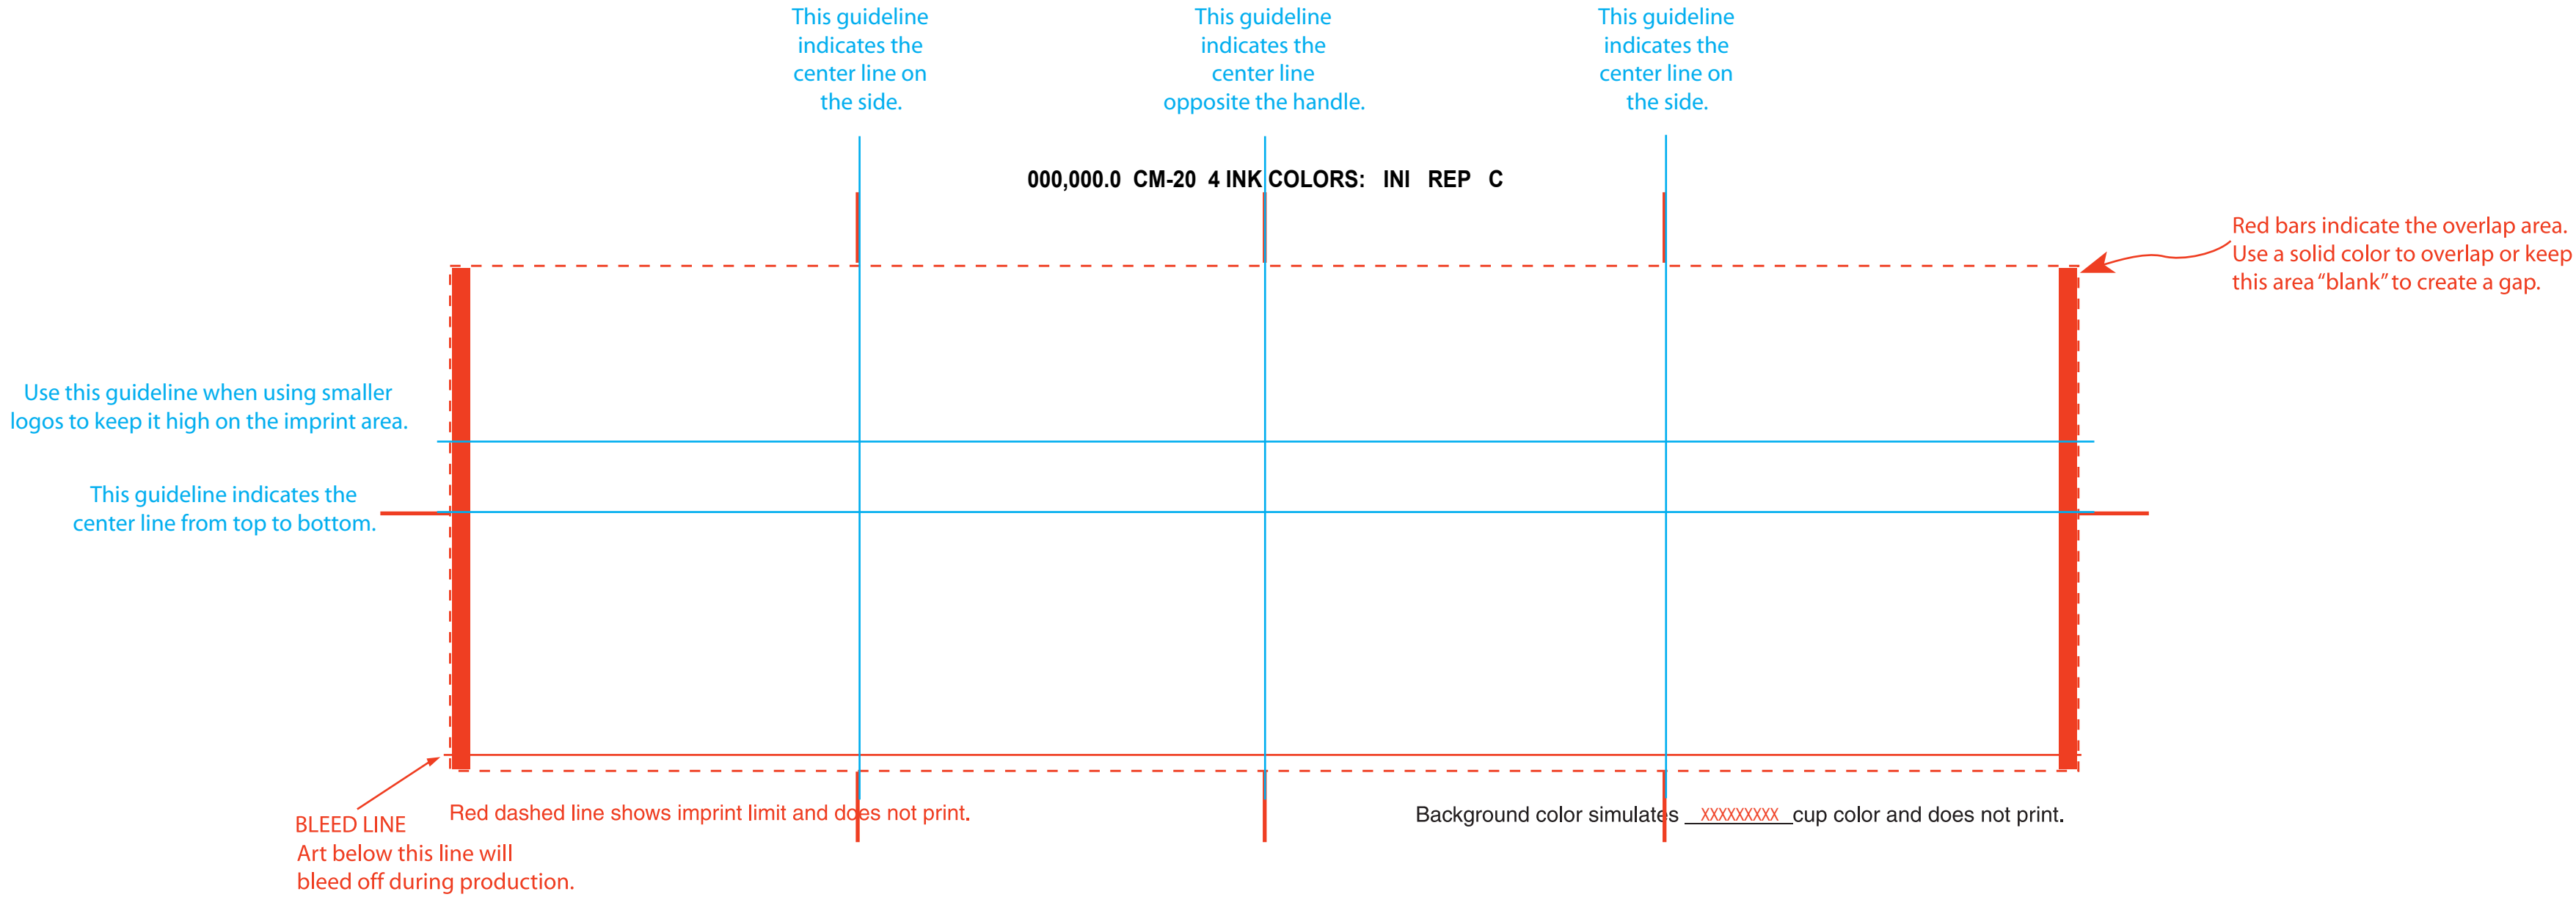 This guideline
indicates the
center line on
the side.
This guideline
indicates the
center line
opposite the handle.
This guideline
indicates the
center line on
the side.
000,000.0 CM-20 4 INK COLORS: INI REP C
Red bars indicate the overlap area.
Use a solid color to overlap or keep
this area “blank” to create a gap.
Use this guideline when using smaller
logos to keep it high on the imprint area.
This guideline indicates the
center line from top to bottom.
BLEED LINE
Art below this line will
bleed off during production.
Red dashed line shows imprint limit and does not print.
Background color simulates XXXXXXXXX cup color and does not print.